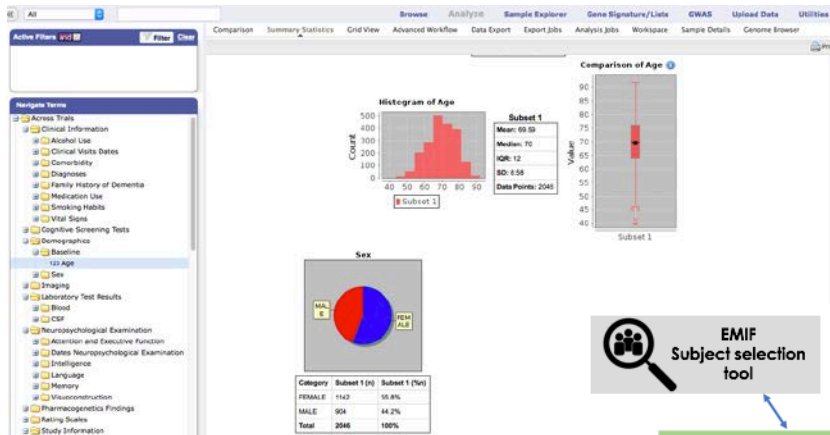 All
Browse Analyze Sample Explorer Gene Signature/Lists GWAS Upload Data Utilities
Active Filters and Filter Clear
Comparison Summary Statistics Grid View Advanced Workflow Data Export Export Jobs Analysis Jobs Workspace Sample Details Genome Browser
Navigate Terms
Across Trials
Clinical Information
Alcohol Use
Clinical Visits Dates
Comorbidity
Diagnoses
Family History of Dementia
Medication Use
Smoking Habits
Vital Signs
Cognitive Screening Tests
Demographics
Baseline
123 Age
Sex
Imaging
Laboratory Test Results
Blood
CSF
Neuropsychological Examination
Attention and Executive Function
Dates Neuropsychological Examination
Intelligence
Language
Memory
Visuoconstruction
Pharmacogenetics Findings
Rating Scales
Study Information
Histogram of Age
Count
500
400
300
200
100
0
40 50 60 70 80 90
Subset 1
Subset 1
Mean: 69.59
Median: 70
IQR: 12
SD: 8.58
Data Points: 2046
Comparison of Age
Value
90
85
80
75
70
65
60
55
50
45
40
Subset 1
Sex
MAL
E
FEM
ALE
Category Subset 1 (n) Subset 1 (%n)
FEMALE 1142 55.8%
MALE 904 44.2%
Total 2046 100%
EMIF
Subject selection
tool